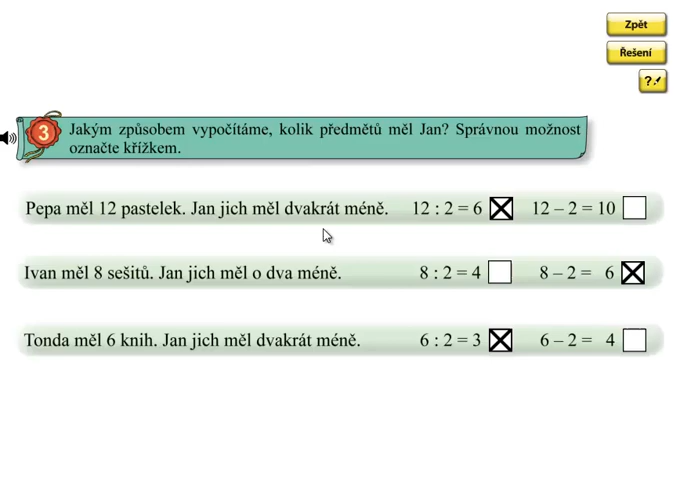 Zpět
Řešení
?
3
Jakým způsobem vypočítáme, kolik předmětů měl Jan? Správnou možnost
označte křížkem.
Pepa měl 12 pastelek. Jan jich měl dvakrát méně. 12 : 2 = 6 12 – 2 = 10
Ivan měl 8 sešitů. Jan jich měl o dva méně. 8 : 2 = 4 8 – 2 = 6
Tonda měl 6 knih. Jan jich měl dvakrát méně. 6 : 2 = 3 6 – 2 = 4